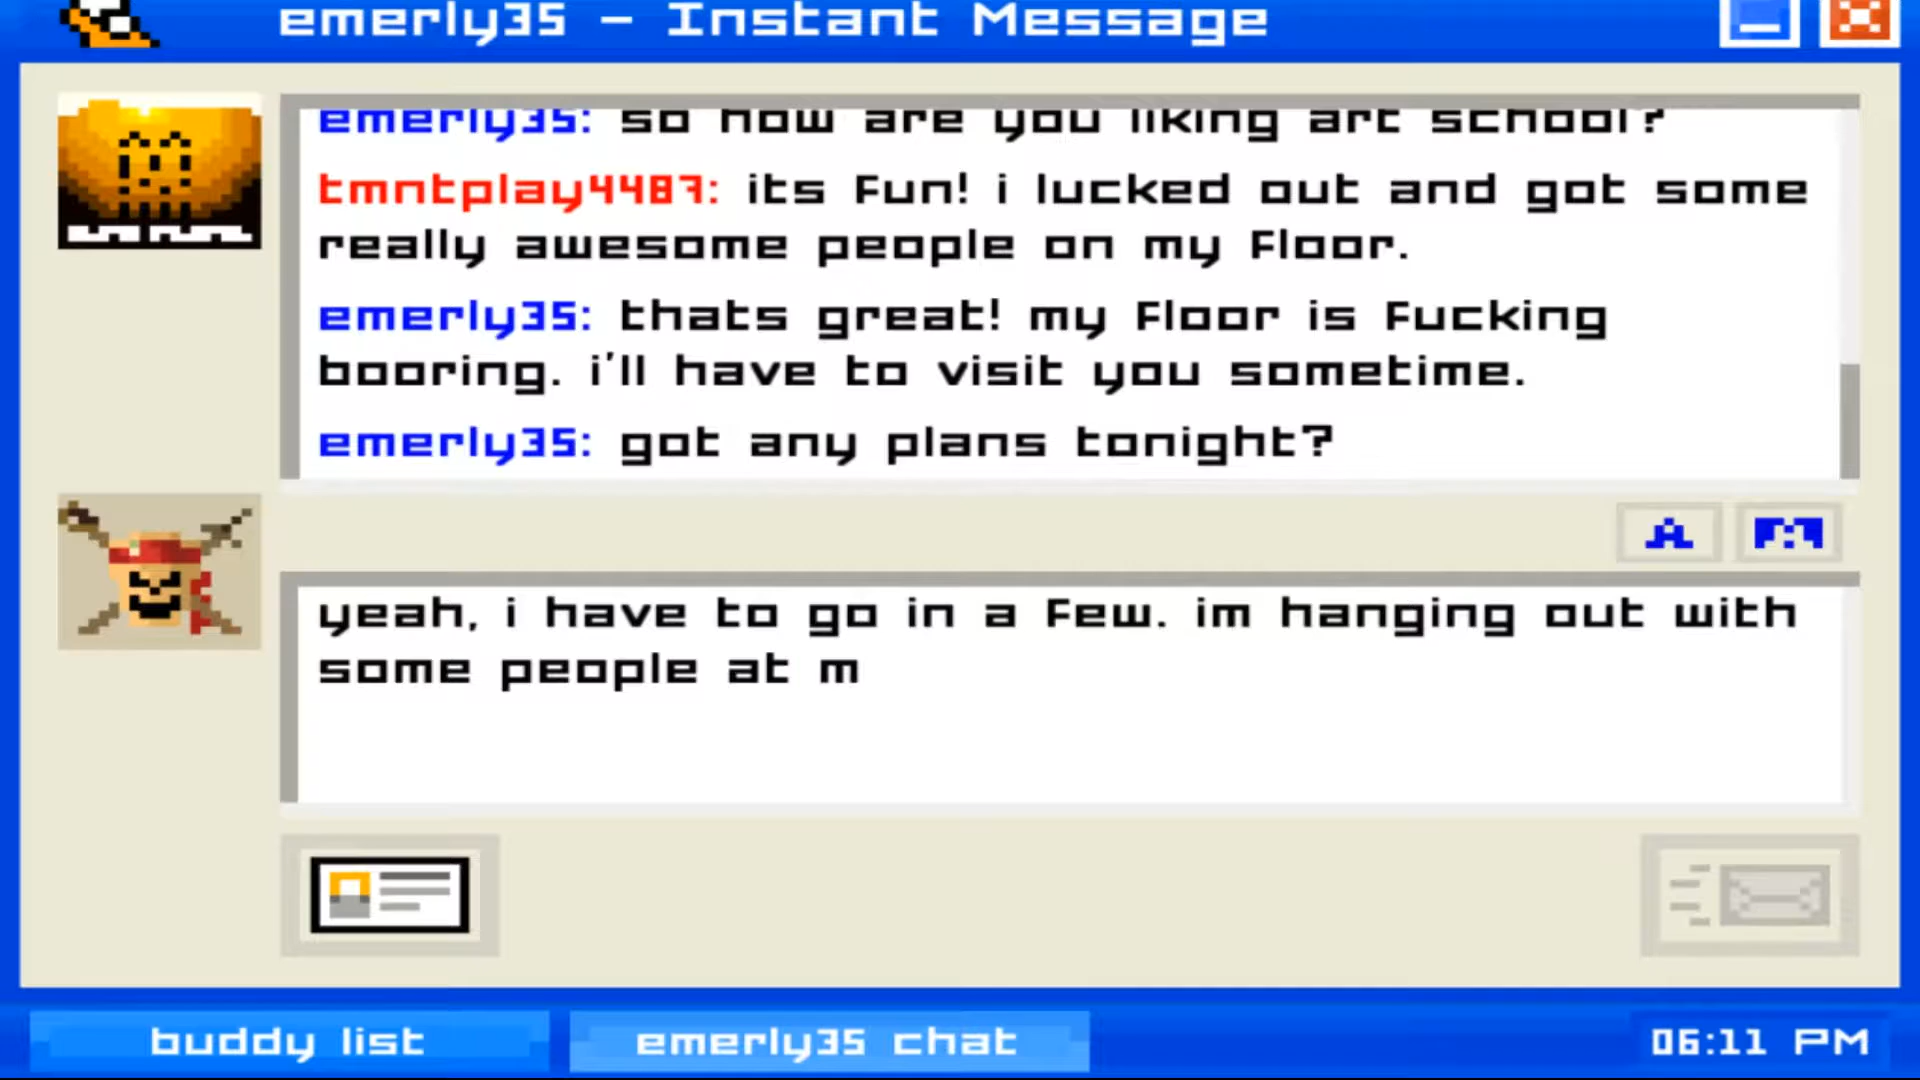 emerly35 - Instant Message
emerly35: so how are you liking art school?
tmntplay4487: its fun! i lucked out and got some
really awesome people on my floor.
emerly35: thats great! my floor is fucking
booring. i'll have to visit you sometime.
emerly35: got any plans tonight?
A
yeah, i have to go in a few. im hanging out with
some people at m
buddy list
emerly35 chat
06:11 PM